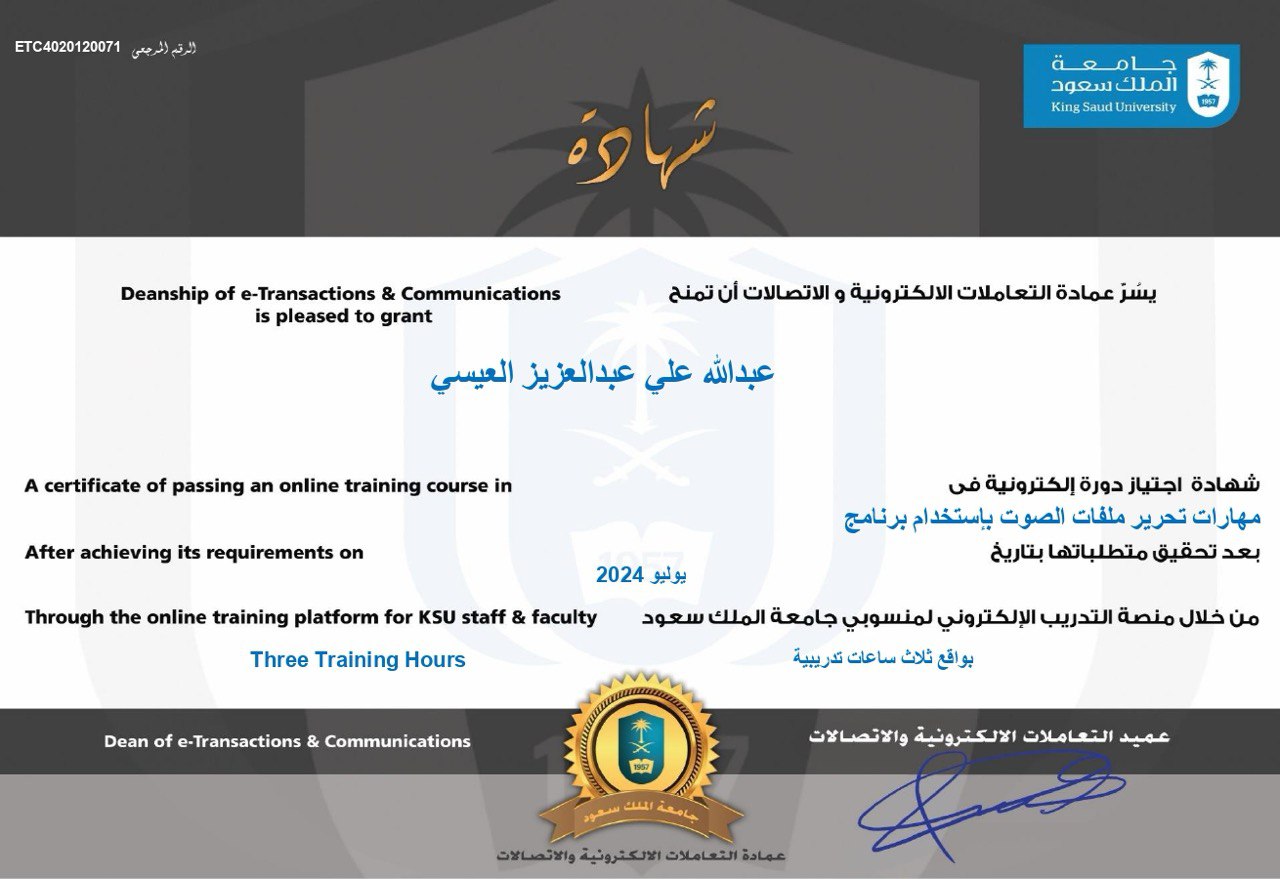 ETC4020120071 الرقم المرجعي
جامعة
الملك سعود
King Saud University
1957
شهادة
Deanship of e-Transactions & Communications
is pleased to grant
يسُرّ عمادة التعاملات الالكترونية و الاتصالات أن تمنح
عبدالله علي عبدالعزيز العيسي
A certificate of passing an online training course in
شهادة اجتياز دورة إلكترونية فى
مهارات تحرير ملفات الصوت بإستخدام برنامج
After achieving its requirements on
بعد تحقيق متطلباتها بتاريخ
يوليو 2024
Through the online training platform for KSU staff & faculty
من خلال منصة التدريب الإلكتروني لمنسوبي جامعة الملك سعود
Three Training Hours
بواقع ثلاث ساعات تدريبية
Dean of e-Transactions & Communications
عميد التعاملات الالكترونية والاتصالات
1957
جامعة الملك سعود
عمادة التعاملات الالكترونية والاتصالات